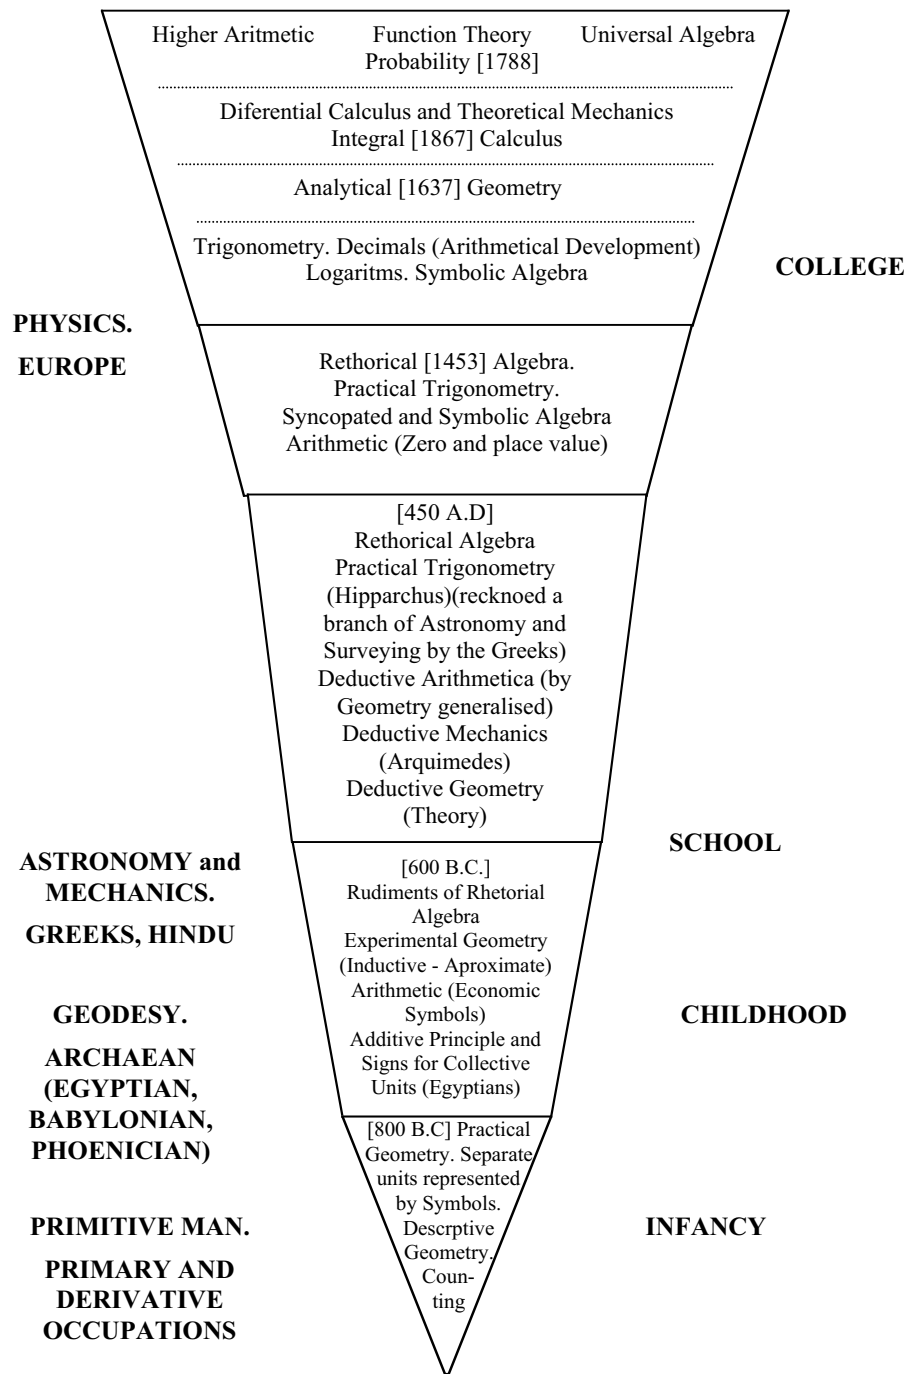 Higher Aritmetic Function Theory Universal Algebra
Probability [1788]
Diferential Calculus and Theoretical Mechanics
Integral [1867] Calculus
Analytical [1637] Geometry
Trigonometry. Decimals (Arithmetical Development)
Logaritms. Symbolic Algebra
COLLEGE
PHYSICS.
EUROPE
Rethorical [1453] Algebra.
Practical Trigonometry.
Syncopated and Symbolic Algebra
Arithmetic (Zero and place value)
[450 A.D]
Rethorical Algebra
Practical Trigonometry
(Hipparchus)(recknoed a
branch of Astronomy and
Surveying by the Greeks)
Deductive Arithmetica (by
Geometry generalised)
Deductive Mechanics
(Arquimedes)
Deductive Geometry
(Theory)
SCHOOL
ASTRONOMY and
MECHANICS.
GREEKS, HINDU
[600 B.C.]
Rudiments of Rhetorial
Algebra
Experimental Geometry
(Inductive - Aproximate)
Arithmetic (Economic
Symbols)
Additive Principle and
Signs for Collective
Units (Egyptians)
CHILDHOOD
GEODESY.
ARCHAEAN
(EGYPTIAN,
BABYLONIAN,
PHOENICIAN)
[800 B.C] Practical
Geometry. Separate
units represented
by Symbols.
Descrptive
Geometry.
Coun-
ting
INFANCY
PRIMITIVE MAN.
PRIMARY AND
DERIVATIVE
OCCUPATIONS